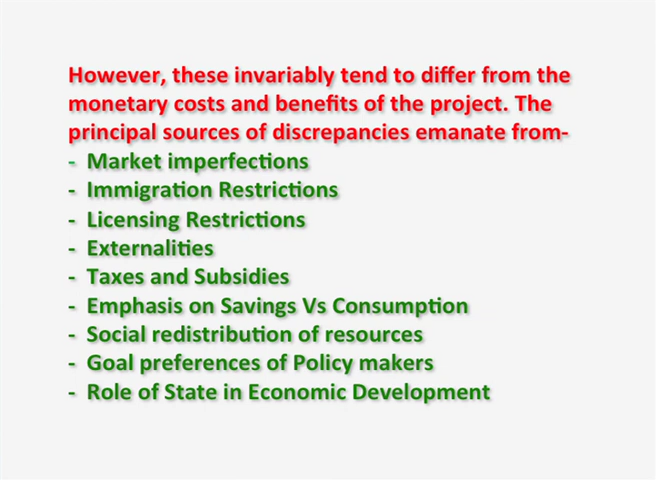 However, these invariably tend to differ from the
monetary costs and benefits of the project. The
principal sources of discrepancies emanate from-
- Market imperfections
- Immigration Restrictions
- Licensing Restrictions
- Externalities
- Taxes and Subsidies
- Emphasis on Savings Vs Consumption
- Social redistribution of resources
- Goal preferences of Policy makers
- Role of State in Economic Development